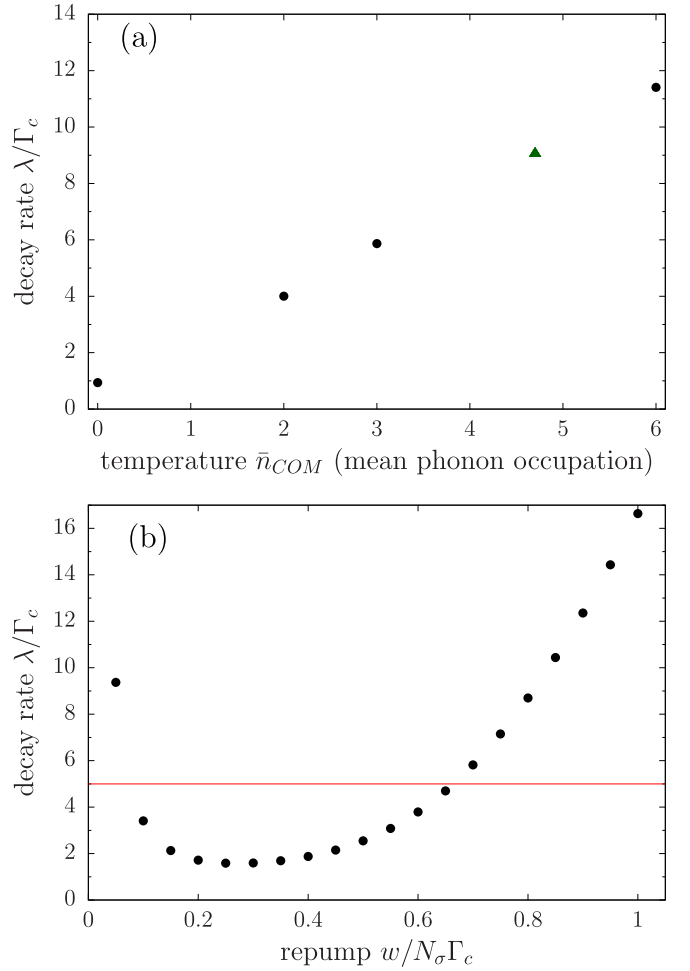 14
(a)
12
10
8
6
4
2
0
decay rate λ/Γc
0 1 2 3 4 5 6
temperature n̄COM (mean phonon occupation)
16
(b)
14
12
10
8
6
4
2
0
decay rate λ/Γc
0 0.2 0.4 0.6 0.8 1
repump w/NσΓc